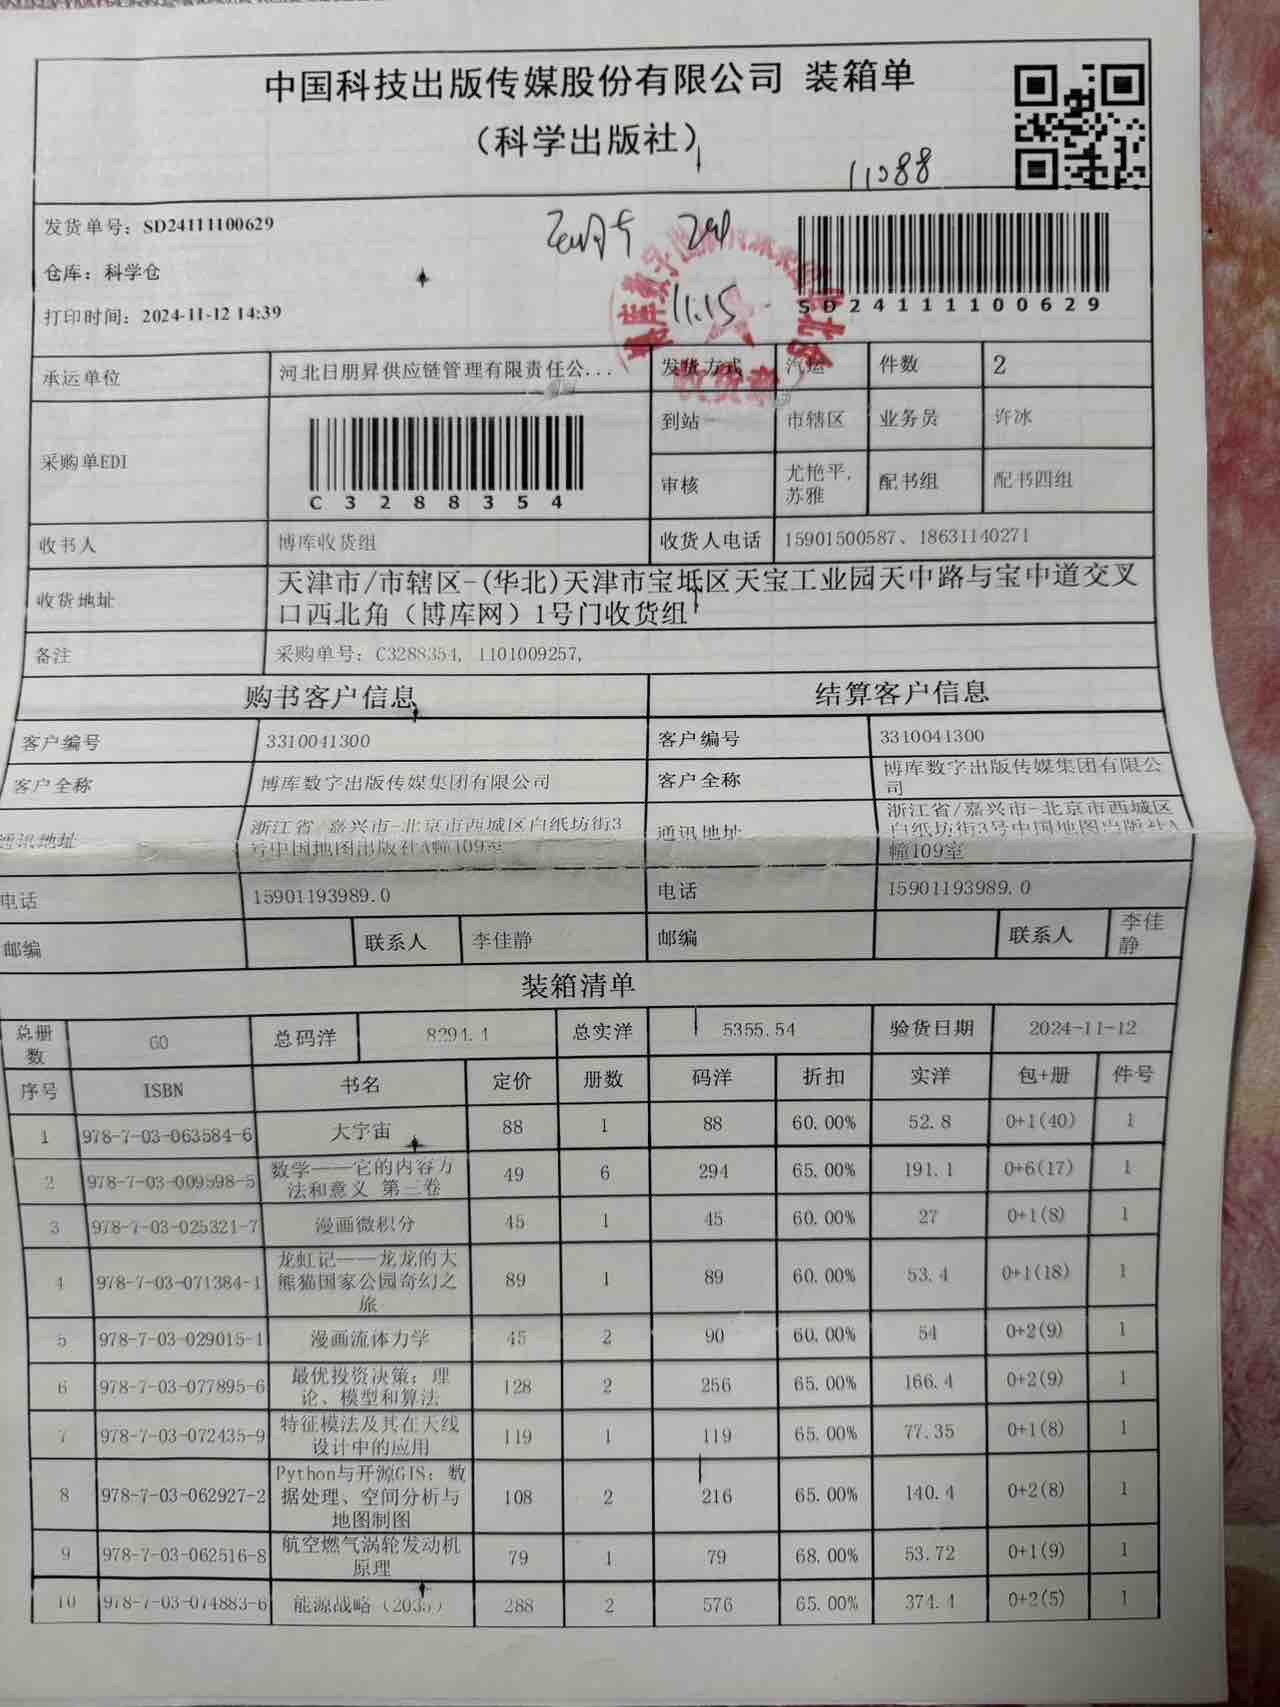 中国科技出版传媒股份有限公司 装箱单
(科学出版社)
11088
发货单号: SD24111100629
仓库: 科学仓
打印时间: 2024-11-12 14:39
11.15
SD24111100629
收货章
承运单位 河北日朋昇供应链管理有限责任公... 发货方式 汽运 件数 2
采购单EDI C3288354 到站 市辖区 业务员 许冰
审核 尤艳平, 苏雅 配书组 配书四组
收书人 博库收货组 收货人电话 15901500587、18631140271
收货地址 天津市/市辖区-(华北)天津市宝坻区天宝工业园天中路与宝中道交叉
口西北角(博库网)1号门收货组
备注 采购单号: C3288354, 1101009257,
购书客户信息 结算客户信息
客户编号 3310041300 客户编号 3310041300
客户全称 博库数字出版传媒集团有限公司 客户全称 博库数字出版传媒集团有限公
司
通讯地址 浙江省/嘉兴市-北京市西城区白纸坊街3
号中国地图出版社A幢109室
通讯地址 浙江省/嘉兴市-北京市西城区
白纸坊街3号中国地图出版社A
幢109室
电话 15901193989.0 电话 15901193989.0
邮编 联系人 李佳静 邮编 联系人 李佳
静
装箱清单
总册数 60 总码洋 8294.4 总实洋 5355.54 验货日期 2024-11-12
序号 ISBN 书名 定价 册数 码洋 折扣 实洋 包+册 件号
1 978-7-03-063584-6 大宇宙 88 1 88 60.00% 52.8 0+1(40) 1
2 978-7-03-009598-5 数学——它的内容方
法和意义 第三卷 49 6 294 65.00% 191.1 0+6(17) 1
3 978-7-03-025321-7 漫画微积分 45 1 45 60.00% 27 0+1(8) 1
4 978-7-03-071384-1 龙虹记——龙龙的大
熊猫国家公园奇幻之
旅 89 1 89 60.00% 53.4 0+1(18) 1
5 978-7-03-029015-1 漫画流体力学 45 2 90 60.00% 54 0+2(9) 1
6 978-7-03-077895-6 最优投资决策: 理
论、模型和算法 128 2 256 65.00% 166.4 0+2(9) 1
7 978-7-03-072435-9 特征模法及其在天线
设计中的应用 119 1 119 65.00% 77.35 0+1(8) 1
8 978-7-03-062927-2 Python与开源GIS: 数
据处理、空间分析与
地图制图 108 2 216 65.00% 140.4 0+2(8) 1
9 978-7-03-062516-8 航空燃气涡轮发动机
原理 79 1 79 68.00% 53.72 0+1(9) 1
10 978-7-03-074883-6 能源战略(2035) 288 2 576 65.00% 374.4 0+2(5) 1